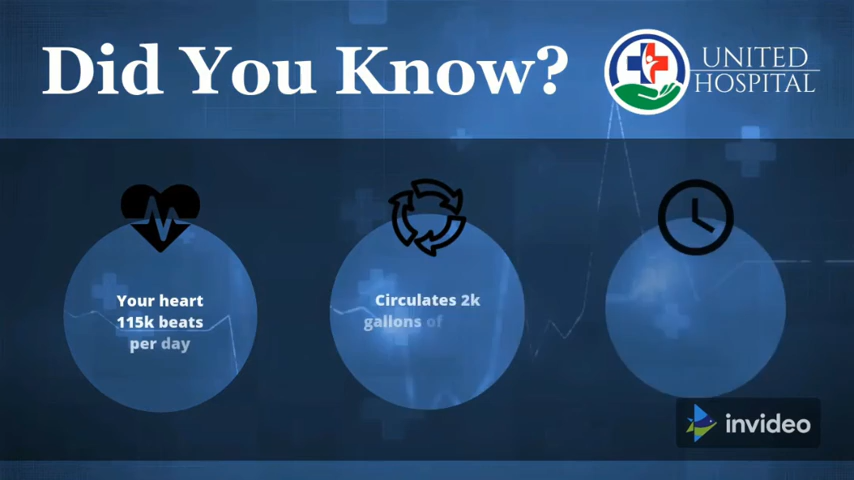 Did You Know?
UNITED
HOSPITAL
Your heart
115k beats
per day
Circulates 2k
gallons of
invideo